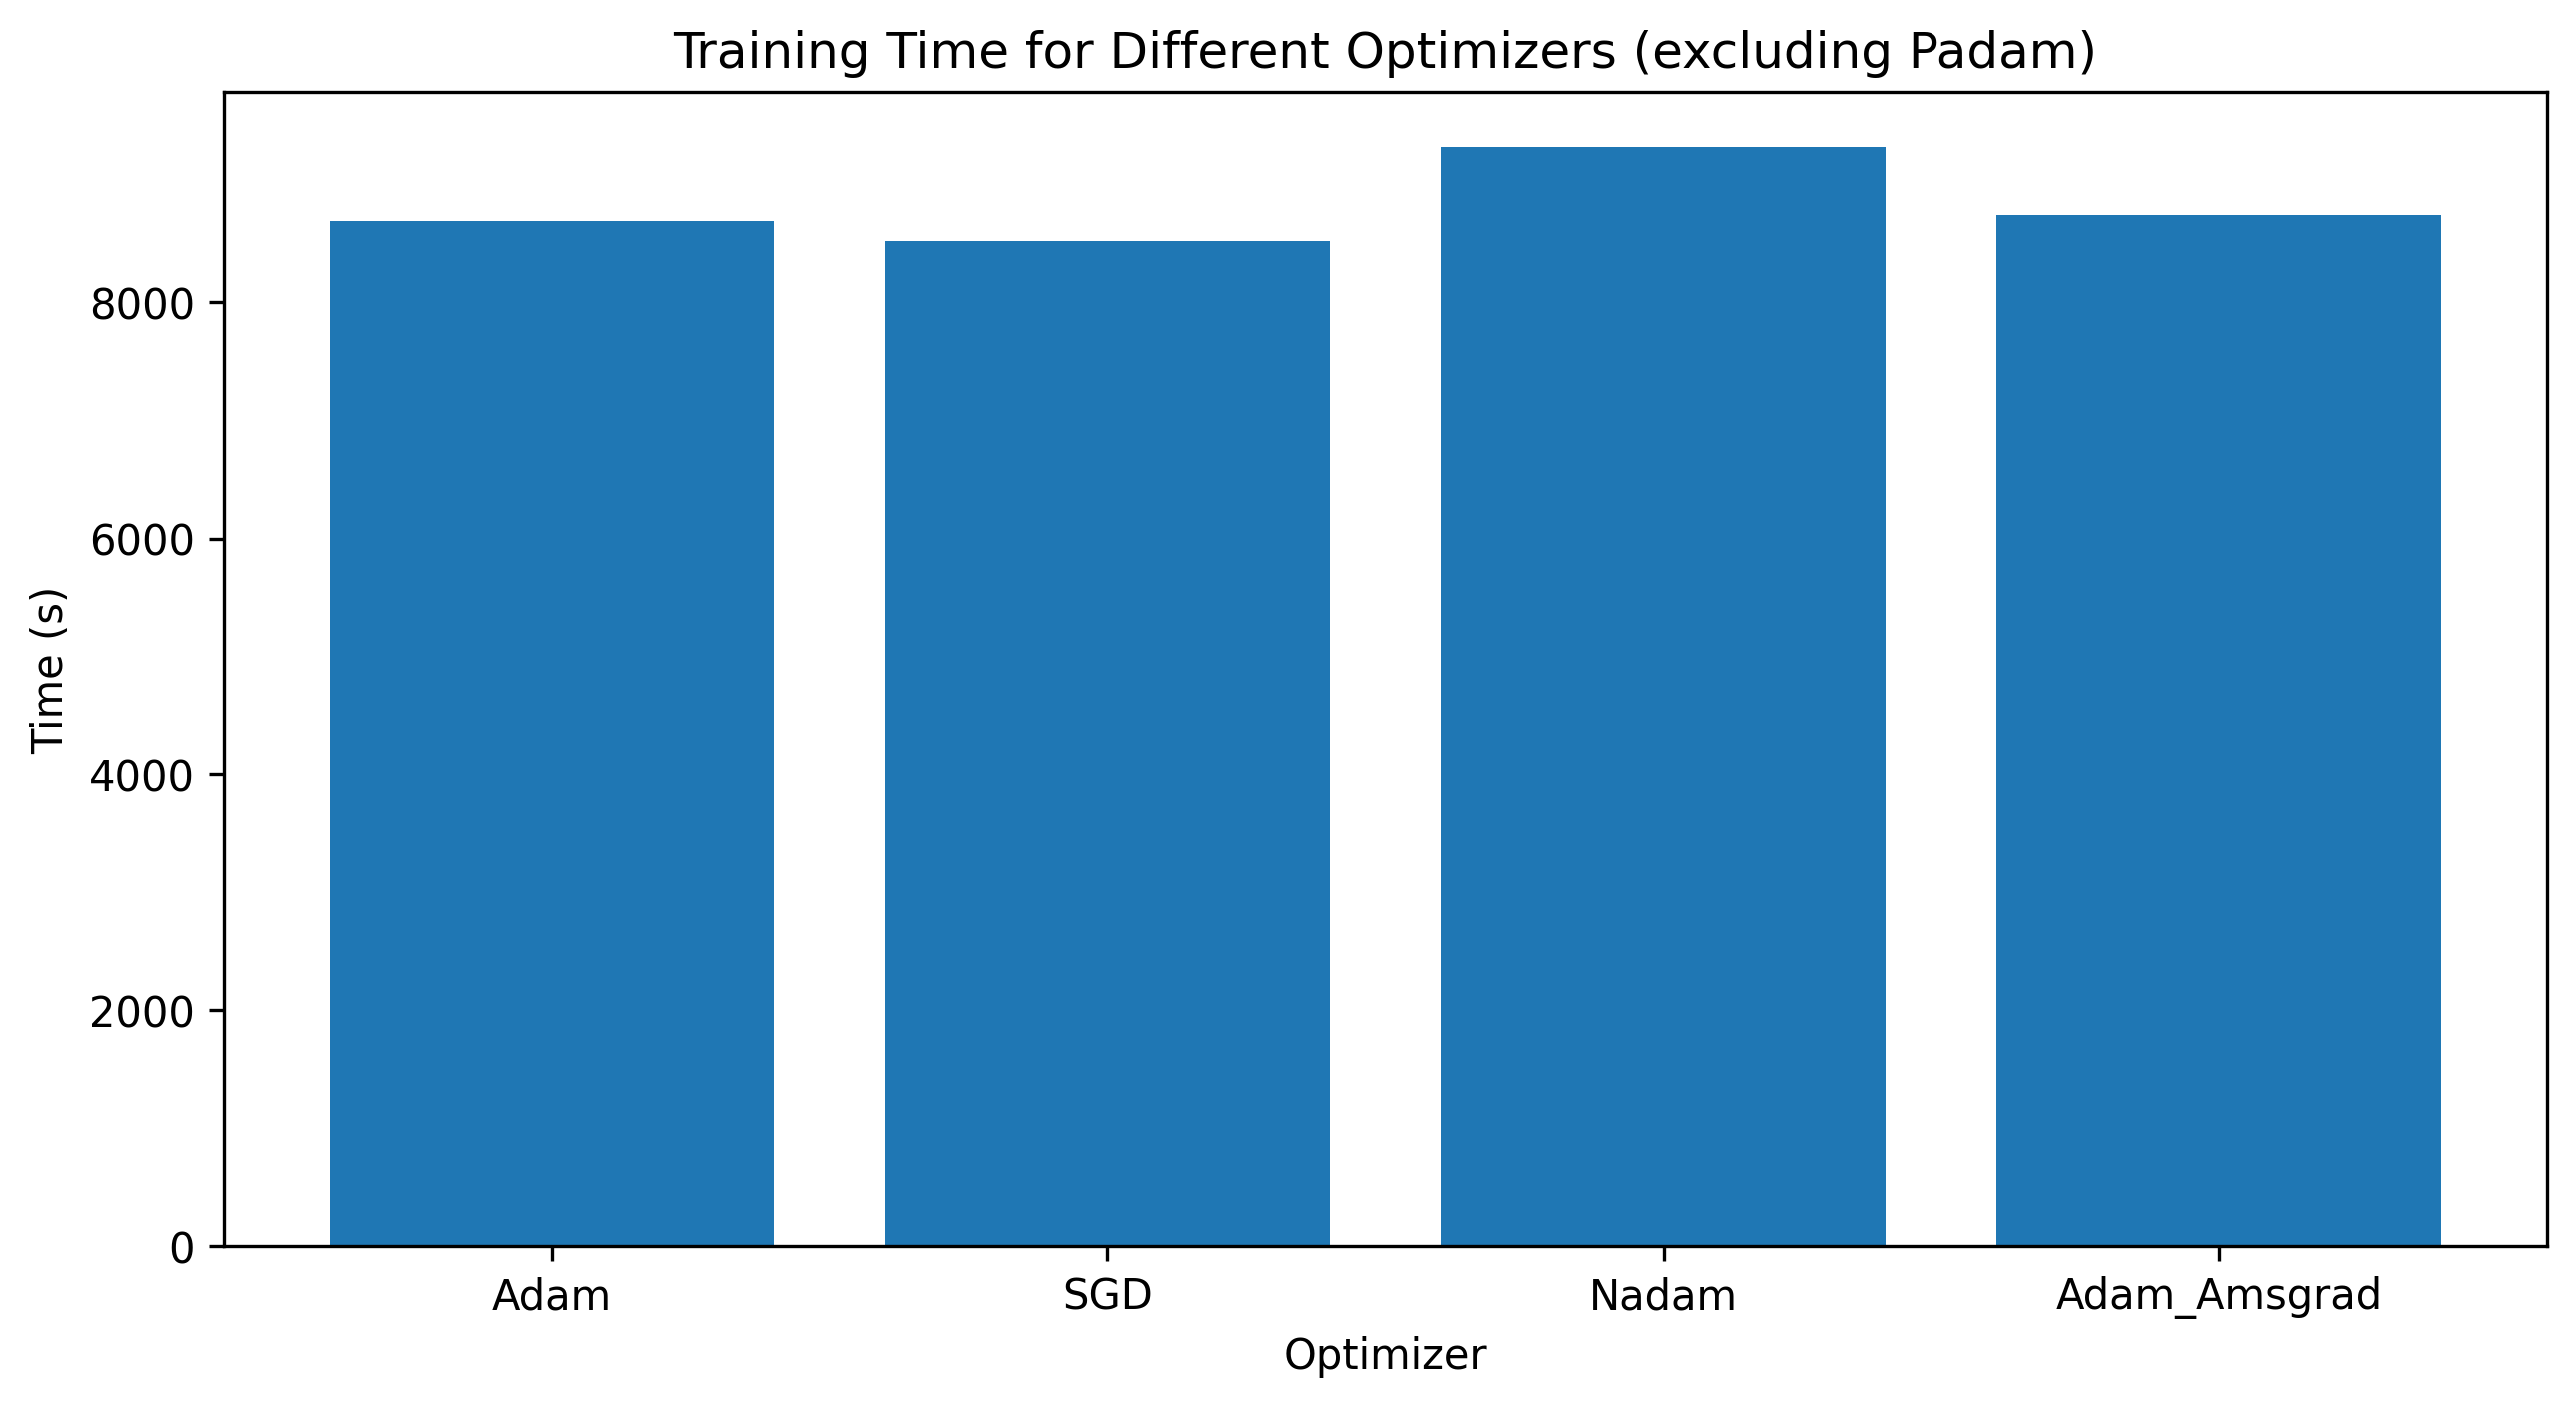 Training Time for Different Optimizers (excluding Padam)
Time (s)
8000
6000
4000
2000
0
Adam SGD Nadam Adam_Amsgrad
Optimizer